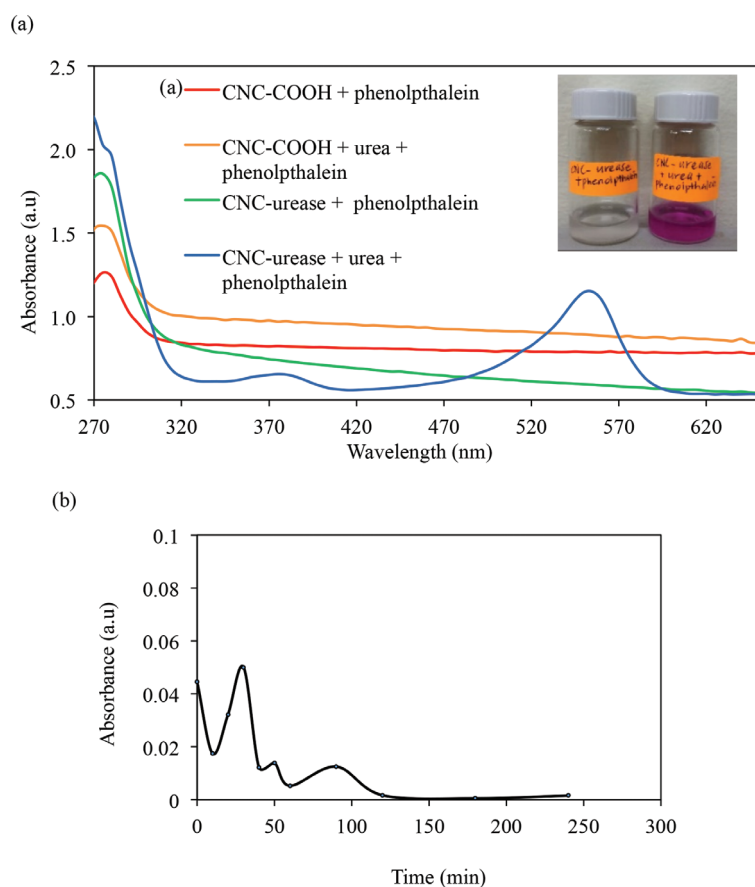 (a)
2.5
2.0
1.5
1.0
0.5
Absorbance (a.u)
(a)
CNC-COOH + phenolpthalein
CNC-COOH + urea +
phenolpthalein
CNC-urease + phenolpthalein
CNC-urease + urea +
phenolpthalein
CNC- urease
+phenolpthalein
CNC-urease
+ urea +
phenolpthalein
270 320 370 420 470 520 570 620
Wavelength (nm)
(b)
0.1
0.08
0.06
0.04
0.02
0
Absorbance (a.u)
0 50 100 150 200 250 300
Time (min)